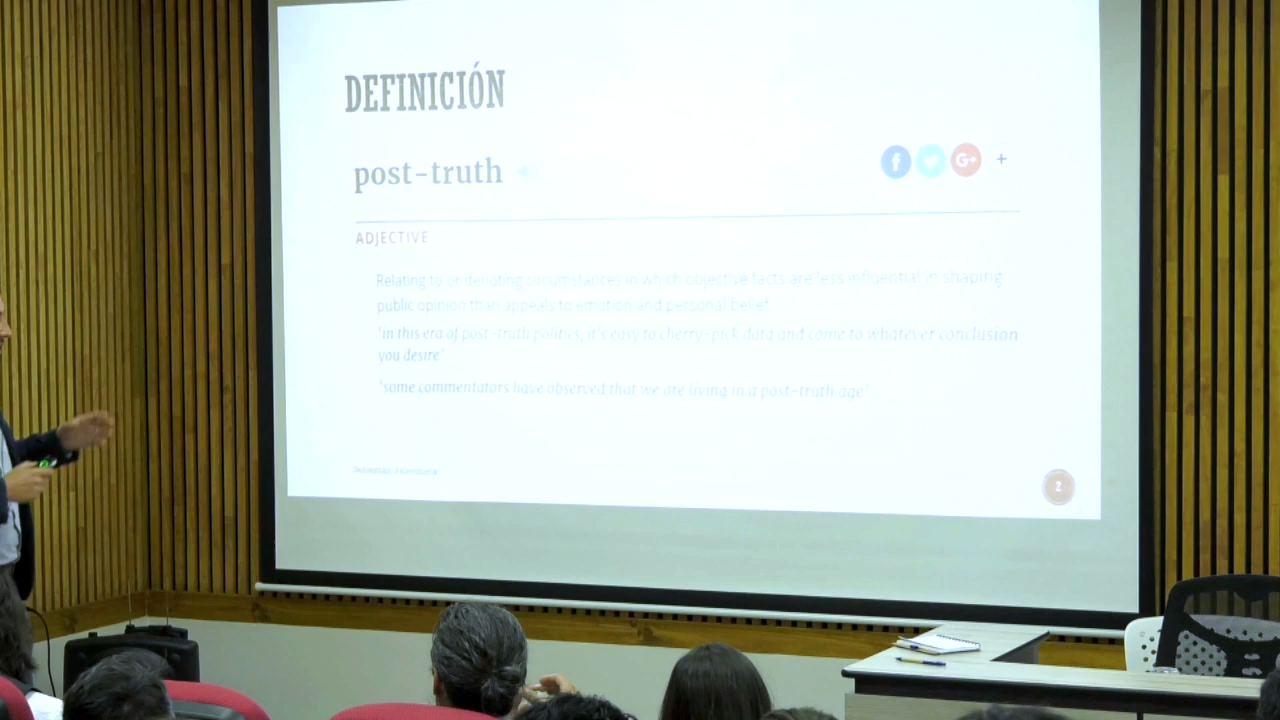 DEFINICIÓN
post-truth
f G+ +
ADJECTIVE
Relating to or denoting circumstances in which objective facts are less influential in shaping
public opinion than appeals to emotion and personal belief.
'in this era of post-truth politics, it's easy to cherry-pick data and come to whatever conclusion
you desire'
'some commentators have observed that we are living in a post-truth age'
2